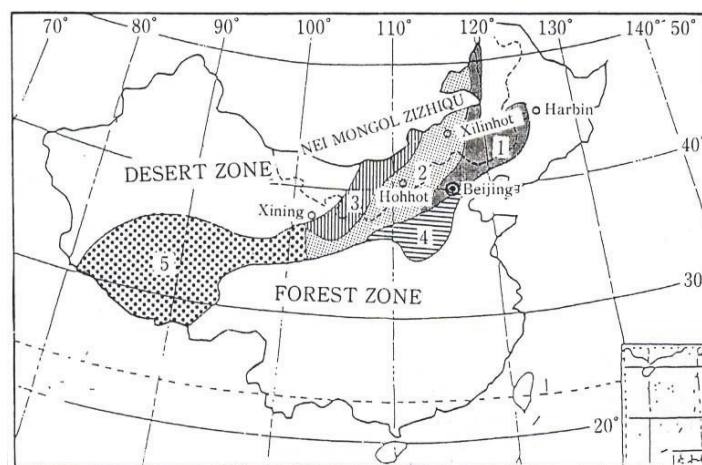 70° 80° 90° 100° 110° 120° 130° 140° 50°
Harbin
NEI MONGOL ZIZHIQU
Xilinhot
1
40°
DESERT ZONE
2
Hohhot
Beijing
3
Xining
4
5
30°
FOREST ZONE
20°